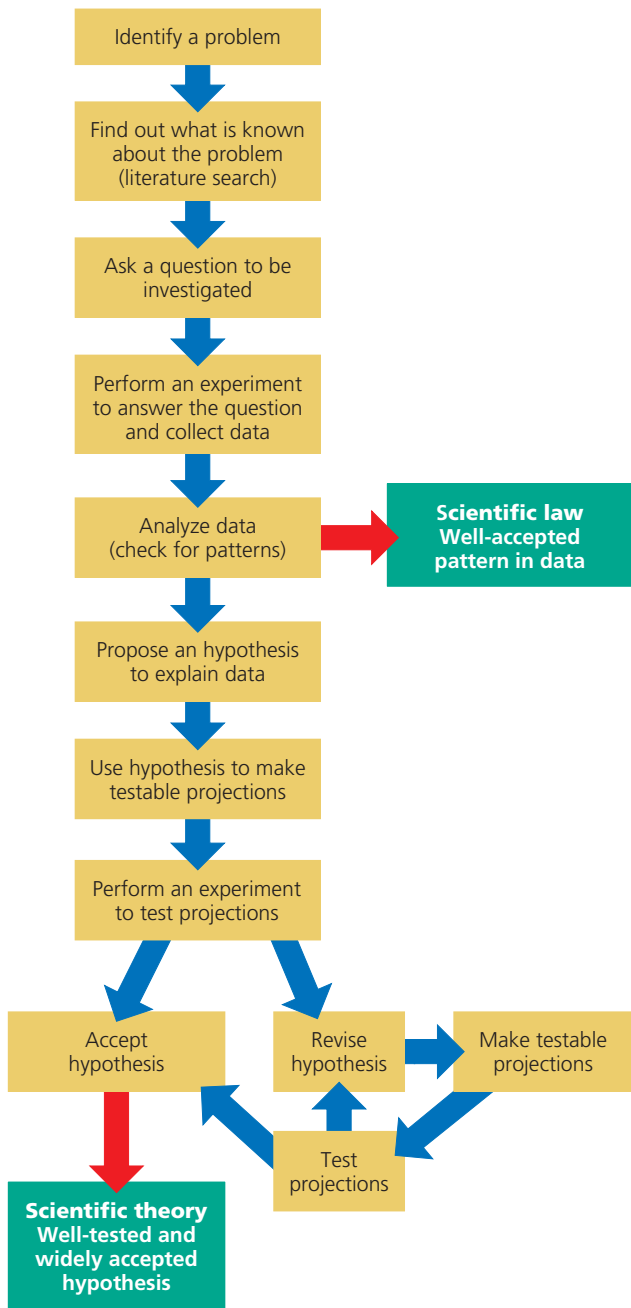 Identify a problem
Find out what is known
about the problem
(literature search)
Ask a question to be
investigated
Perform an experiment
to answer the question
and collect data
Analyze data
(check for patterns)
Scientific law
Well-accepted
pattern in data
Propose an hypothesis
to explain data
Use hypothesis to make
testable projections
Perform an experiment
to test projections
Accept
hypothesis
Revise
hypothesis
Make testable
projections
Test
projections
Scientific theory
Well-tested and
widely accepted
hypothesis